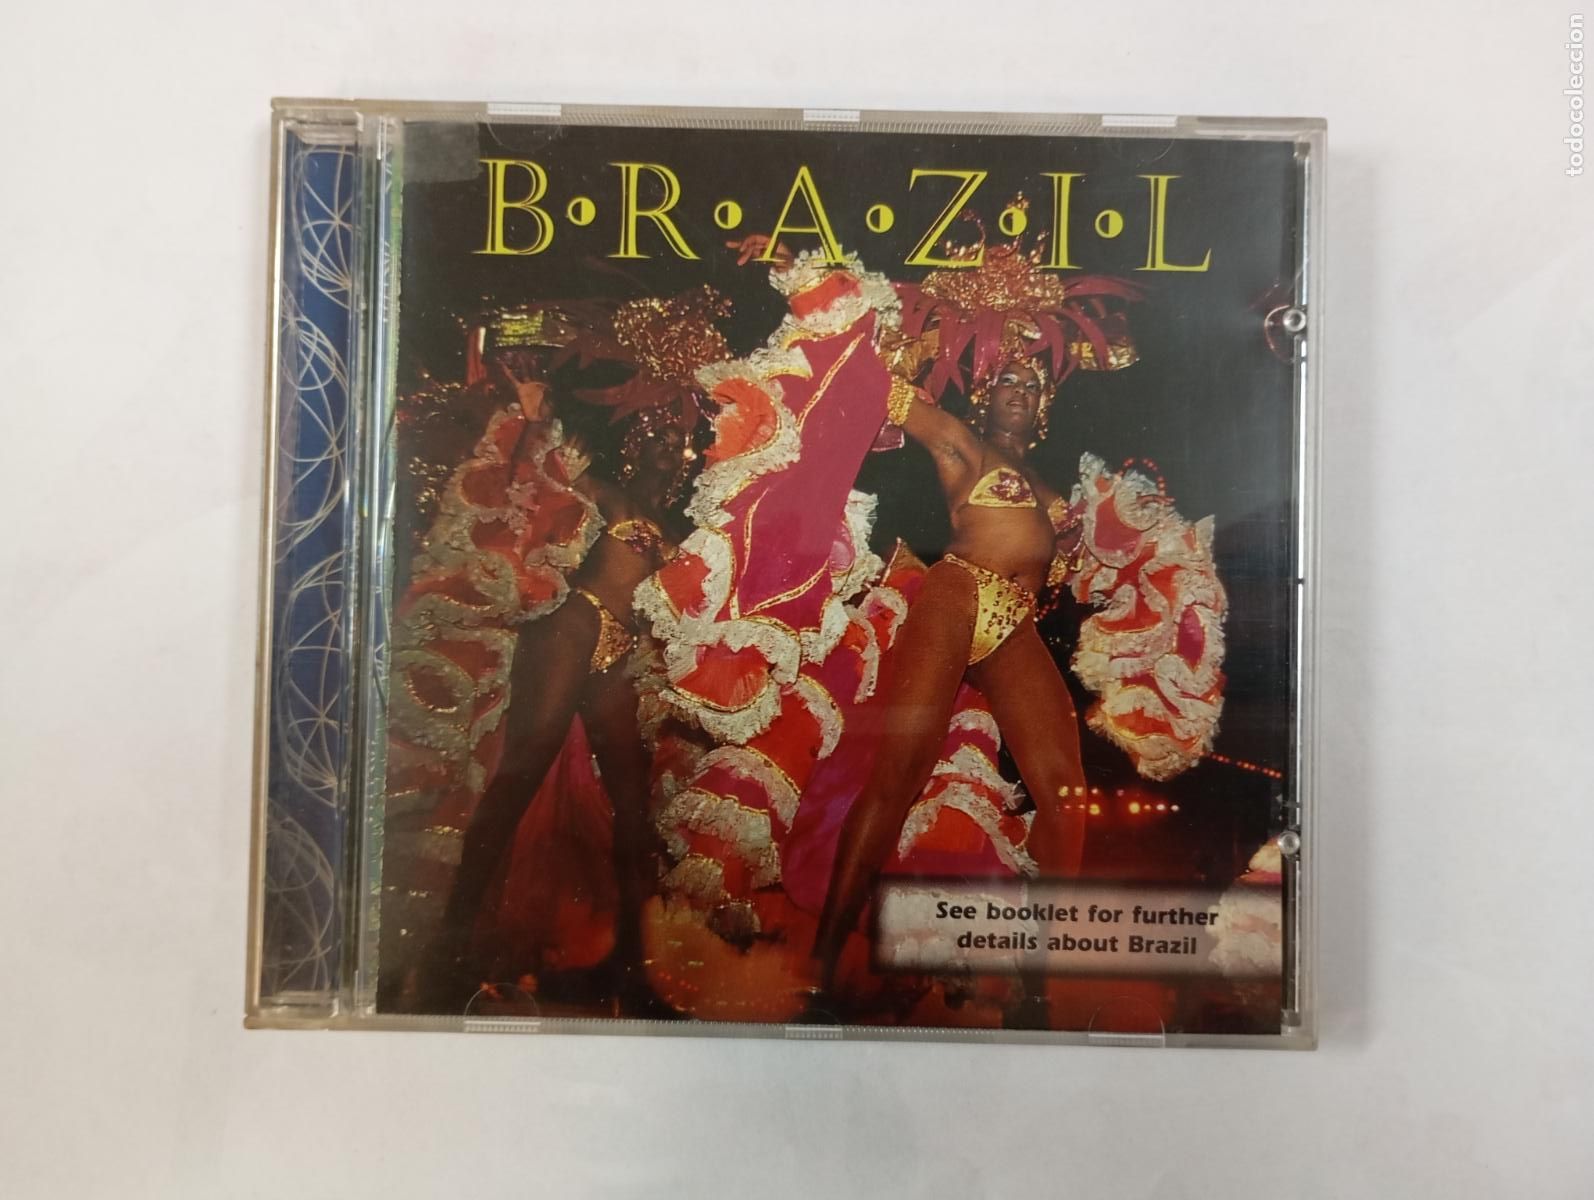 B·R·A·Z·I·L
See booklet for further
details about Brazil
todocoleccion